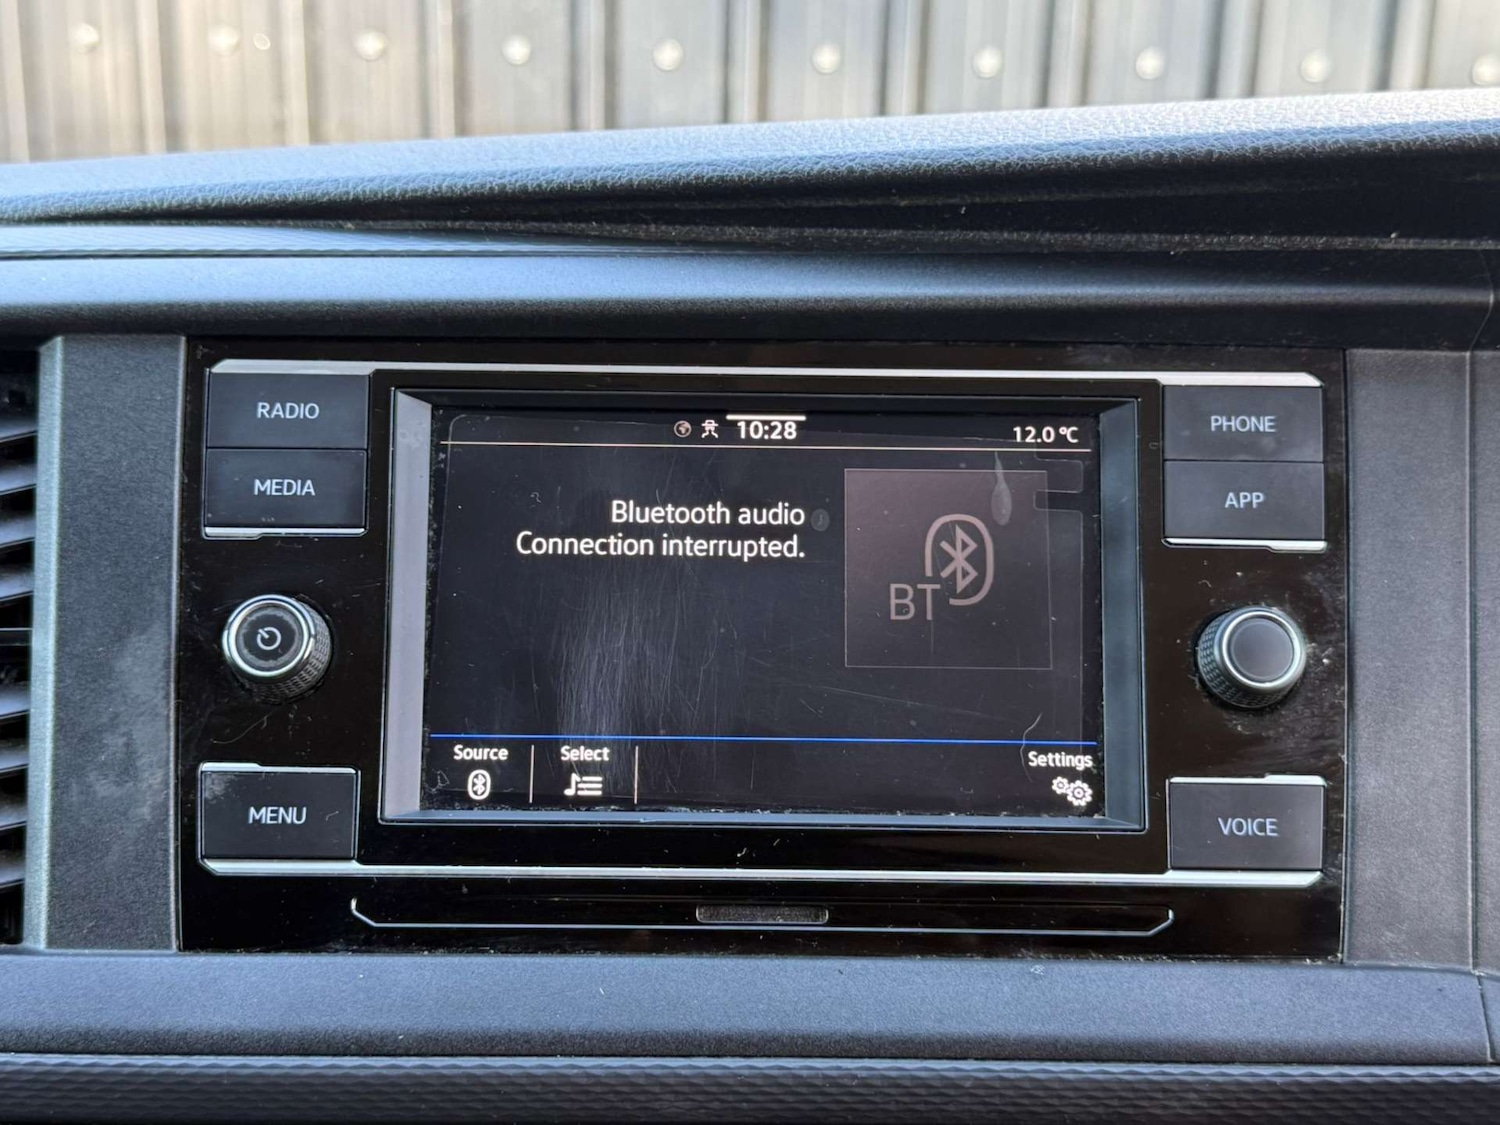 RADIO
MEDIA
MENU
10:28
12.0 °C
Bluetooth audio
Connection interrupted.
BT
Source
Select
Settings
PHONE
APP
VOICE